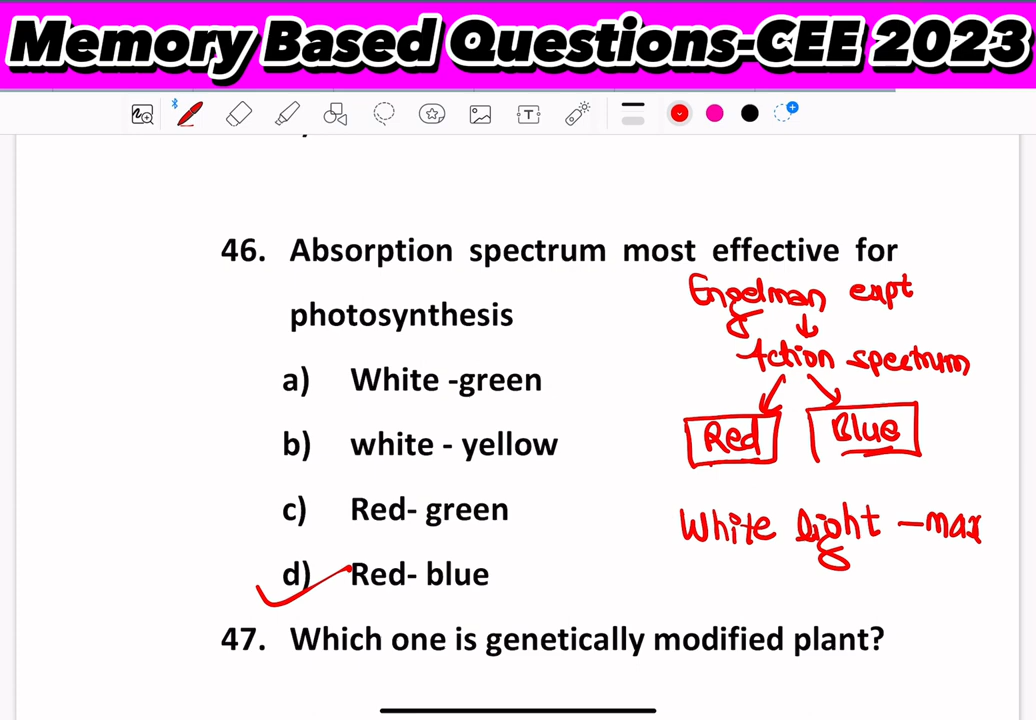 Memory Based Questions-CEE 2023
46. Absorption spectrum most effective for
photosynthesis
a) White -green
b) white - yellow
c) Red- green
d) Red- blue
47. Which one is genetically modified plant?
Engelman expt
Action spectrum
Red Blue
White light - max